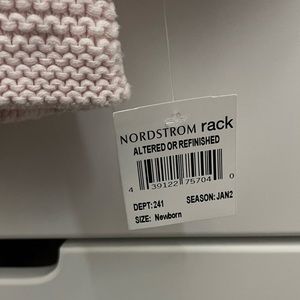 NORDSTROM rack
ALTERED OR REFINISHED
4 39122 75704 0
DEPT: 241 SEASON: JAN2
SIZE: Newborn